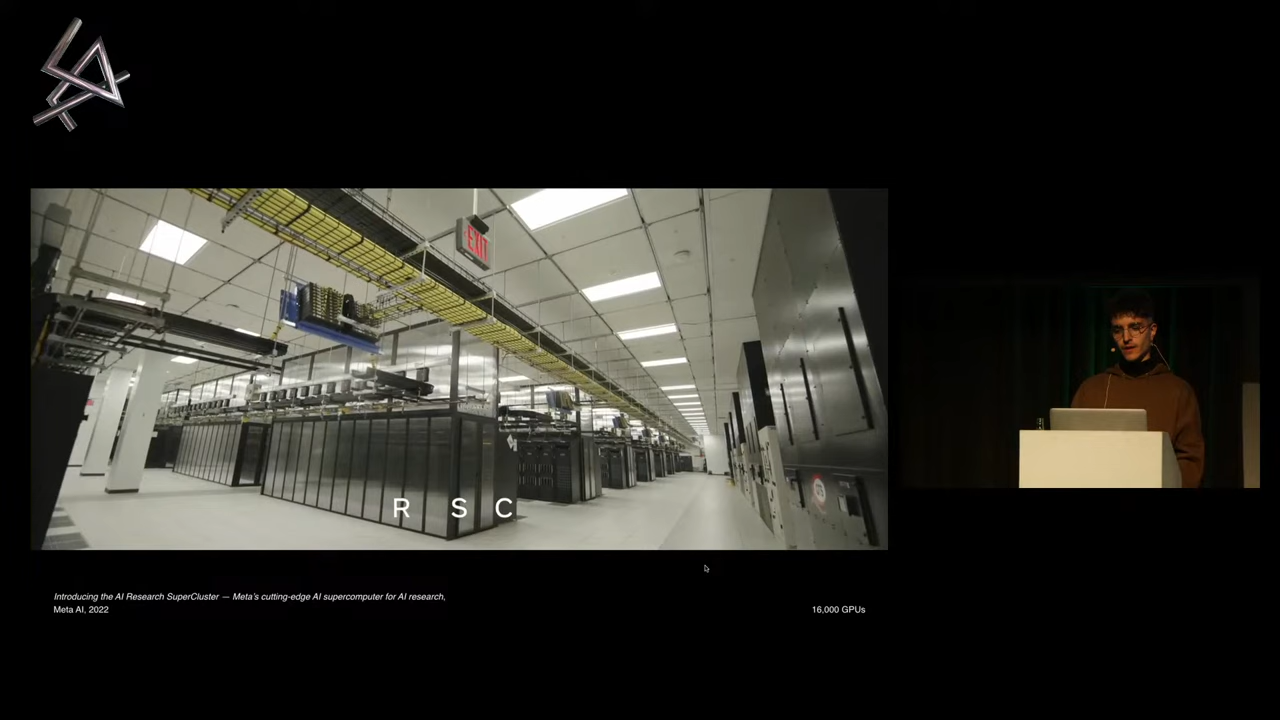 EXIT
R S C
Introducing the AI Research SuperCluster — Meta's cutting-edge AI supercomputer for AI research,
Meta AI, 2022
16,000 GPUs